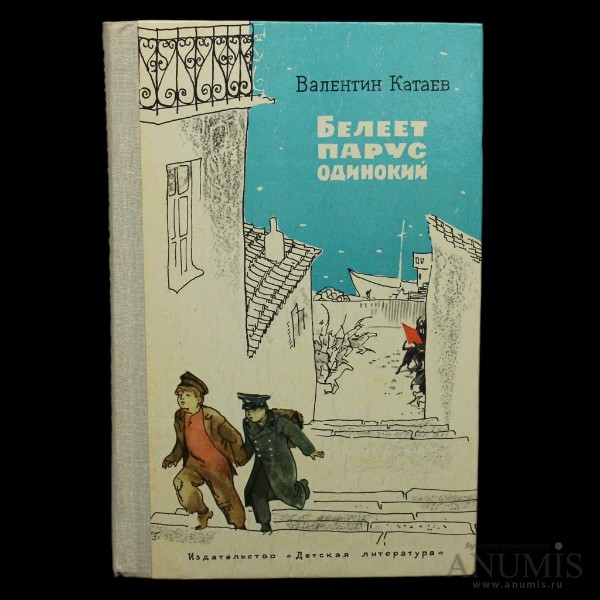 Валентин Катаев
Белеет
парус
одинокий
Издательство «Детская литература»
ANUMIS
www.anumis.ru